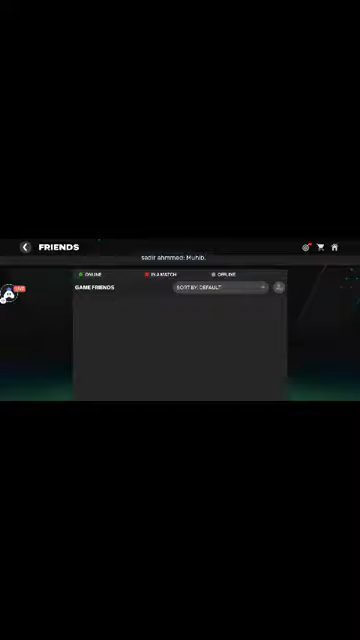 FRIENDS
sadir ahmmed: Muhib.
ONLINE
IN A MATCH
OFFLINE
GAME FRIENDS
SORT BY: DEFAULT